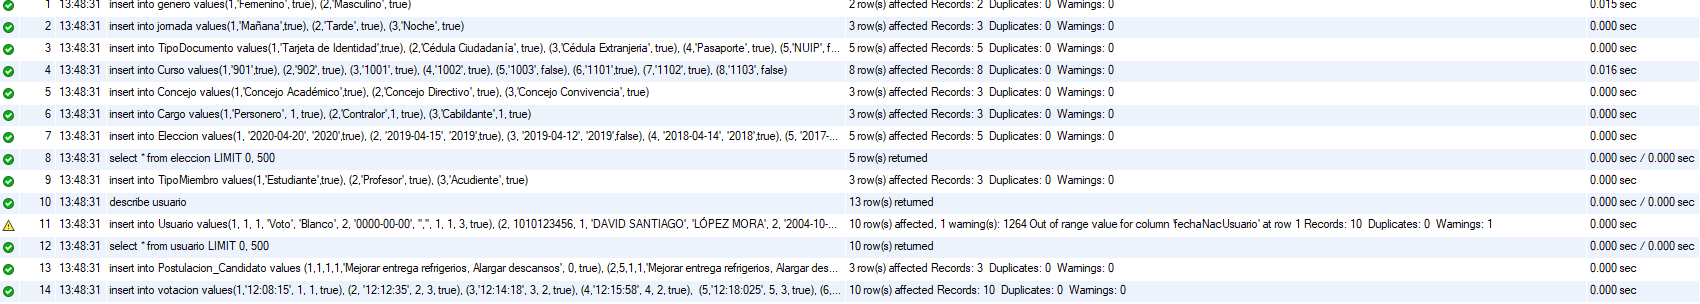 1 13:48:31 insert into genero values(1,'Femenino', true), (2,'Masculino', true) 2 row(s) affected Records: 2 Duplicates: 0 Warnings: 0 0.015 sec
2 13:48:31 insert into jornada values(1,'Mañana',true), (2,'Tarde', true), (3,'Noche', true) 3 row(s) affected Records: 3 Duplicates: 0 Warnings: 0 0.000 sec
3 13:48:31 insert into TipoDocumento values(1,'Tarjeta de Identidad',true), (2,'Cédula Ciudadanía', true), (3,'Cédula Extranjeria', true), (4,'Pasaporte', true), (5,'NUIP', f... 5 row(s) affected Records: 5 Duplicates: 0 Warnings: 0 0.000 sec
4 13:48:31 insert into Curso values(1,'901',true), (2,'902', true), (3,'1001', true), (4,'1002', true), (5,'1003', false), (6,'1101',true), (7,'1102', true), (8,'1103', false) 8 row(s) affected Records: 8 Duplicates: 0 Warnings: 0 0.016 sec
5 13:48:31 insert into Concejo values(1,'Concejo Académico',true), (2,'Concejo Directivo', true), (3,'Concejo Convivencia', true) 3 row(s) affected Records: 3 Duplicates: 0 Warnings: 0 0.000 sec
6 13:48:31 insert into Cargo values(1,'Personero', 1, true), (2,'Contralor',1, true), (3,'Cabildante',1, true) 3 row(s) affected Records: 3 Duplicates: 0 Warnings: 0 0.000 sec
7 13:48:31 insert into Eleccion values(1, '2020-04-20', '2020',true), (2, '2019-04-15', '2019',true), (3, '2019-04-12', '2019',false), (4, '2018-04-14', '2018',true), (5, '2017-... 5 row(s) affected Records: 5 Duplicates: 0 Warnings: 0 0.000 sec
8 13:48:31 select * from eleccion LIMIT 0, 500 5 row(s) returned 0.000 sec / 0.000 sec
9 13:48:31 insert into TipoMiembro values(1,'Estudiante',true), (2,'Profesor', true), (3,'Acudiente', true) 3 row(s) affected Records: 3 Duplicates: 0 Warnings: 0 0.000 sec
10 13:48:31 describe usuario 13 row(s) returned 0.000 sec / 0.000 sec
11 13:48:31 insert into Usuario values(1, 1, 1, 'Voto', 'Blanco', 2, '0000-00-00', '','', 1, 1, 3, true), (2, 1010123456, 1, 'DAVID SANTIAGO', 'LÓPEZ MORA', 2, '2004-10-... 10 row(s) affected, 1 warning(s): 1264 Out of range value for column 'fechaNacUsuario' at row 1 Records: 10 Duplicates: 0 Warnings: 1
12 13:48:31 select * from usuario LIMIT 0, 500 10 row(s) returned 0.000 sec / 0.000 sec
13 13:48:31 insert into Postulacion_Candidato values (1,1,1,1,'Mejorar entrega refrigerios, Alargar descansos', 0, true), (2,5,1,1,'Mejorar entrega refrigerios, Alargar des... 3 row(s) affected Records: 3 Duplicates: 0 Warnings: 0 0.000 sec
14 13:48:31 insert into votacion values(1,'12:08:15', 1, 1, true), (2, '12:12:35', 2, 3, true), (3,'12:14:18', 3, 2, true), (4,'12:15:58', 4, 2, true), (5,'12:18:025', 5, 3, true), (6,... 10 row(s) affected Records: 10 Duplicates: 0 Warnings: 0 0.000 sec